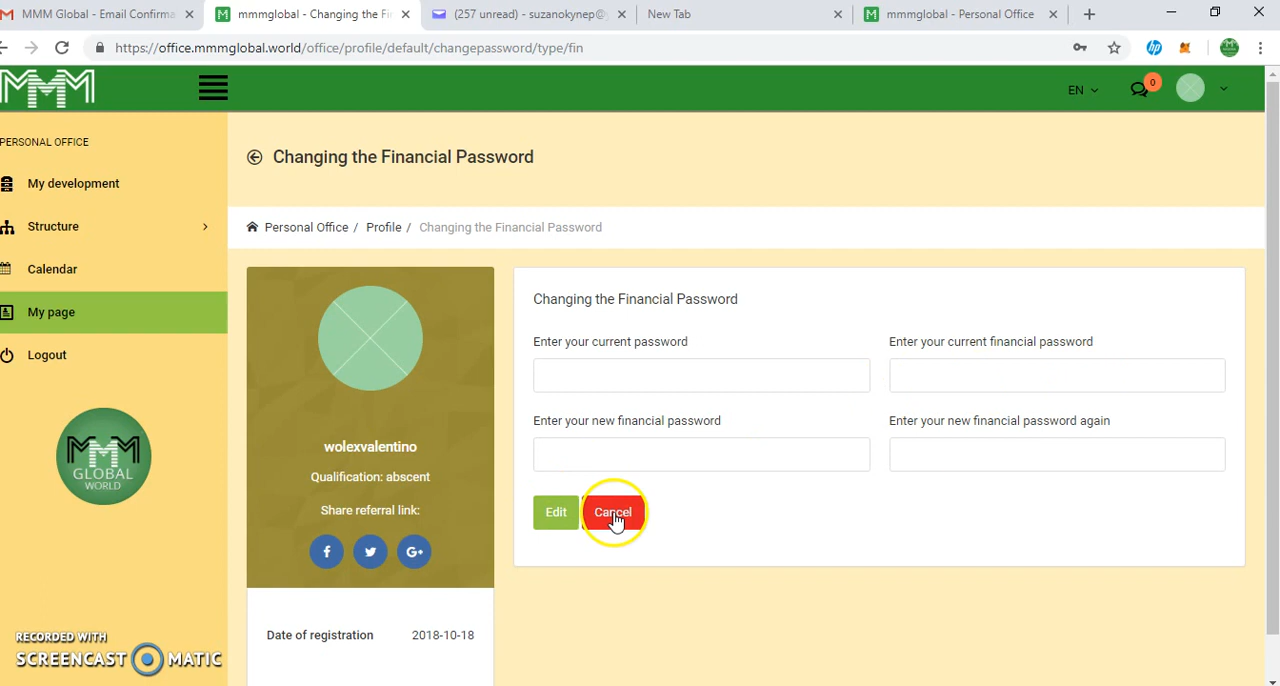 MMM Global - Email Confirma
mmmglobal - Changing the Fin
(257 unread) - suzanokynep@
New Tab
mmmglobal - Personal Office
https://office.mmmglobal.world/office/profile/default/changepassword/type/fin
MMM
EN
0
PERSONAL OFFICE
My development
Structure
Calendar
My page
Logout
MMM
GLOBAL
WORLD
Changing the Financial Password
Personal Office / Profile / Changing the Financial Password
wolexvalentino
Qualification: abscent
Share referral link:
f
G+
Date of registration 2018-10-18
Changing the Financial Password
Enter your current password
Enter your current financial password
Enter your new financial password
Enter your new financial password again
Edit
Cancel
RECORDED WITH
SCREENCAST MATIC